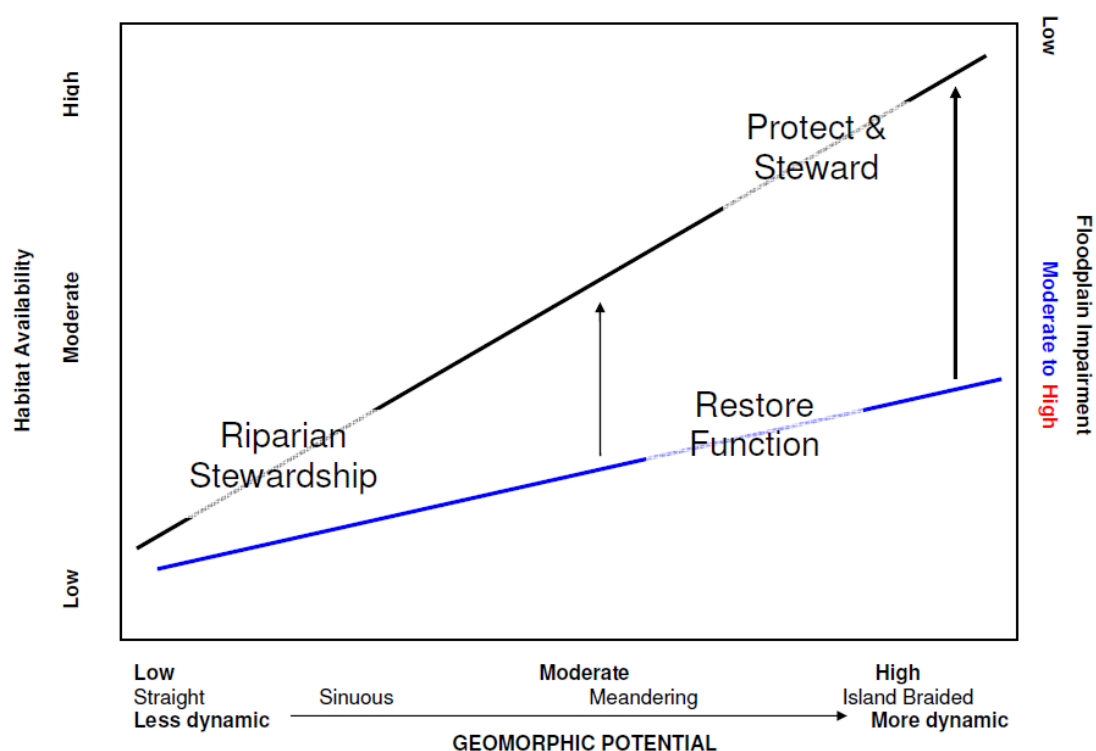 Habitat Availability
High
Moderate
Low
Protect &
Steward
Riparian
Stewardship
Restore
Function
Low
Moderate to High
Floodplain Impairment
Low
Moderate
High
Straight
Sinuous
Meandering
Island Braided
Less dynamic
More dynamic
GEOMORPHIC POTENTIAL